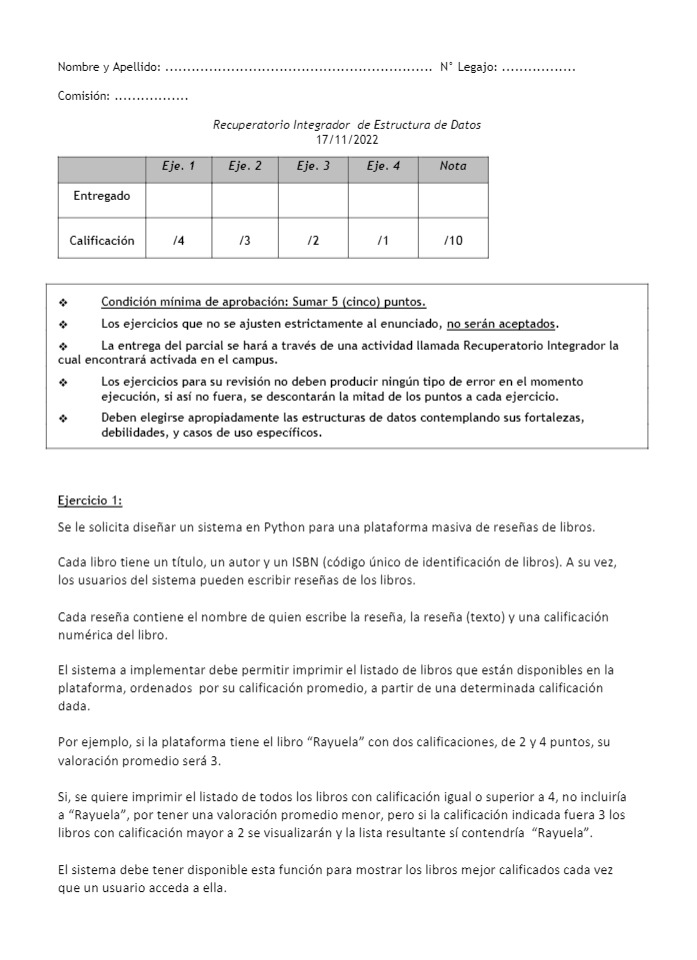 Nombre y Apellido: ............................................................. N° Legajo: .................
Comisión: .................
Recuperatorio Integrador de Estructura de Datos
17/11/2022
Eje. 1 Eje. 2 Eje. 3 Eje. 4 Nota
Entregado
Calificación /4 /3 /2 /1 /10
❖ Condición mínima de aprobación: Sumar 5 (cinco) puntos.
❖ Los ejercicios que no se ajusten estrictamente al enunciado, no serán aceptados.
❖ La entrega del parcial se hará a través de una actividad llamada Recuperatorio Integrador la
cual encontrará activada en el campus.
❖ Los ejercicios para su revisión no deben producir ningún tipo de error en el momento
ejecución, si así no fuera, se descontarán la mitad de los puntos a cada ejercicio.
❖ Deben elegirse apropiadamente las estructuras de datos contemplando sus fortalezas,
debilidades, y casos de uso específicos.
Ejercicio 1:
Se le solicita diseñar un sistema en Python para una plataforma masiva de reseñas de libros.
Cada libro tiene un título, un autor y un ISBN (código único de identificación de libros). A su vez,
los usuarios del sistema pueden escribir reseñas de los libros.
Cada reseña contiene el nombre de quien escribe la reseña, la reseña (texto) y una calificación
numérica del libro.
El sistema a implementar debe permitir imprimir el listado de libros que están disponibles en la
plataforma, ordenados por su calificación promedio, a partir de una determinada calificación
dada.
Por ejemplo, si la plataforma tiene el libro “Rayuela” con dos calificaciones, de 2 y 4 puntos, su
valoración promedio será 3.
Si, se quiere imprimir el listado de todos los libros con calificación igual o superior a 4, no incluiría
a “Rayuela”, por tener una valoración promedio menor, pero si la calificación indicada fuera 3 los
libros con calificación mayor a 2 se visualizarán y la lista resultante sí contendría “Rayuela”.
El sistema debe tener disponible esta función para mostrar los libros mejor calificados cada vez
que un usuario acceda a ella.